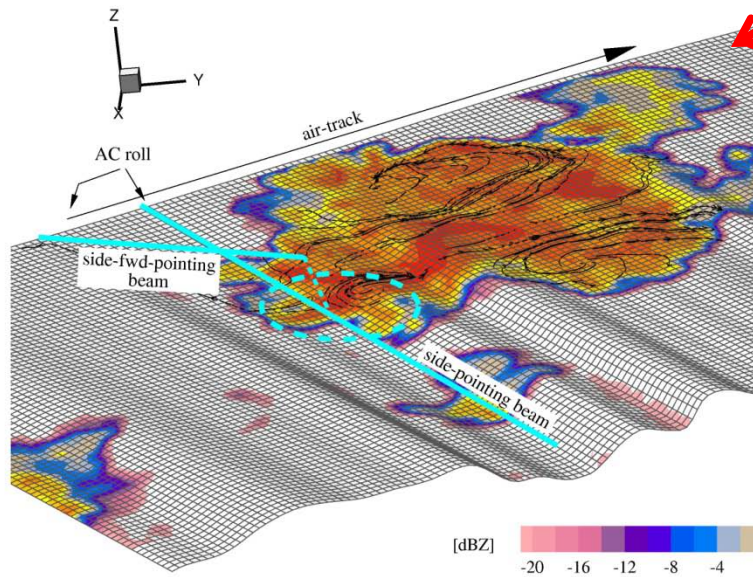 Z
Y
X
air-track
AC roll
side-fwd-pointing
beam
side-pointing beam
[dBZ]
-20 -16 -12 -8 -4